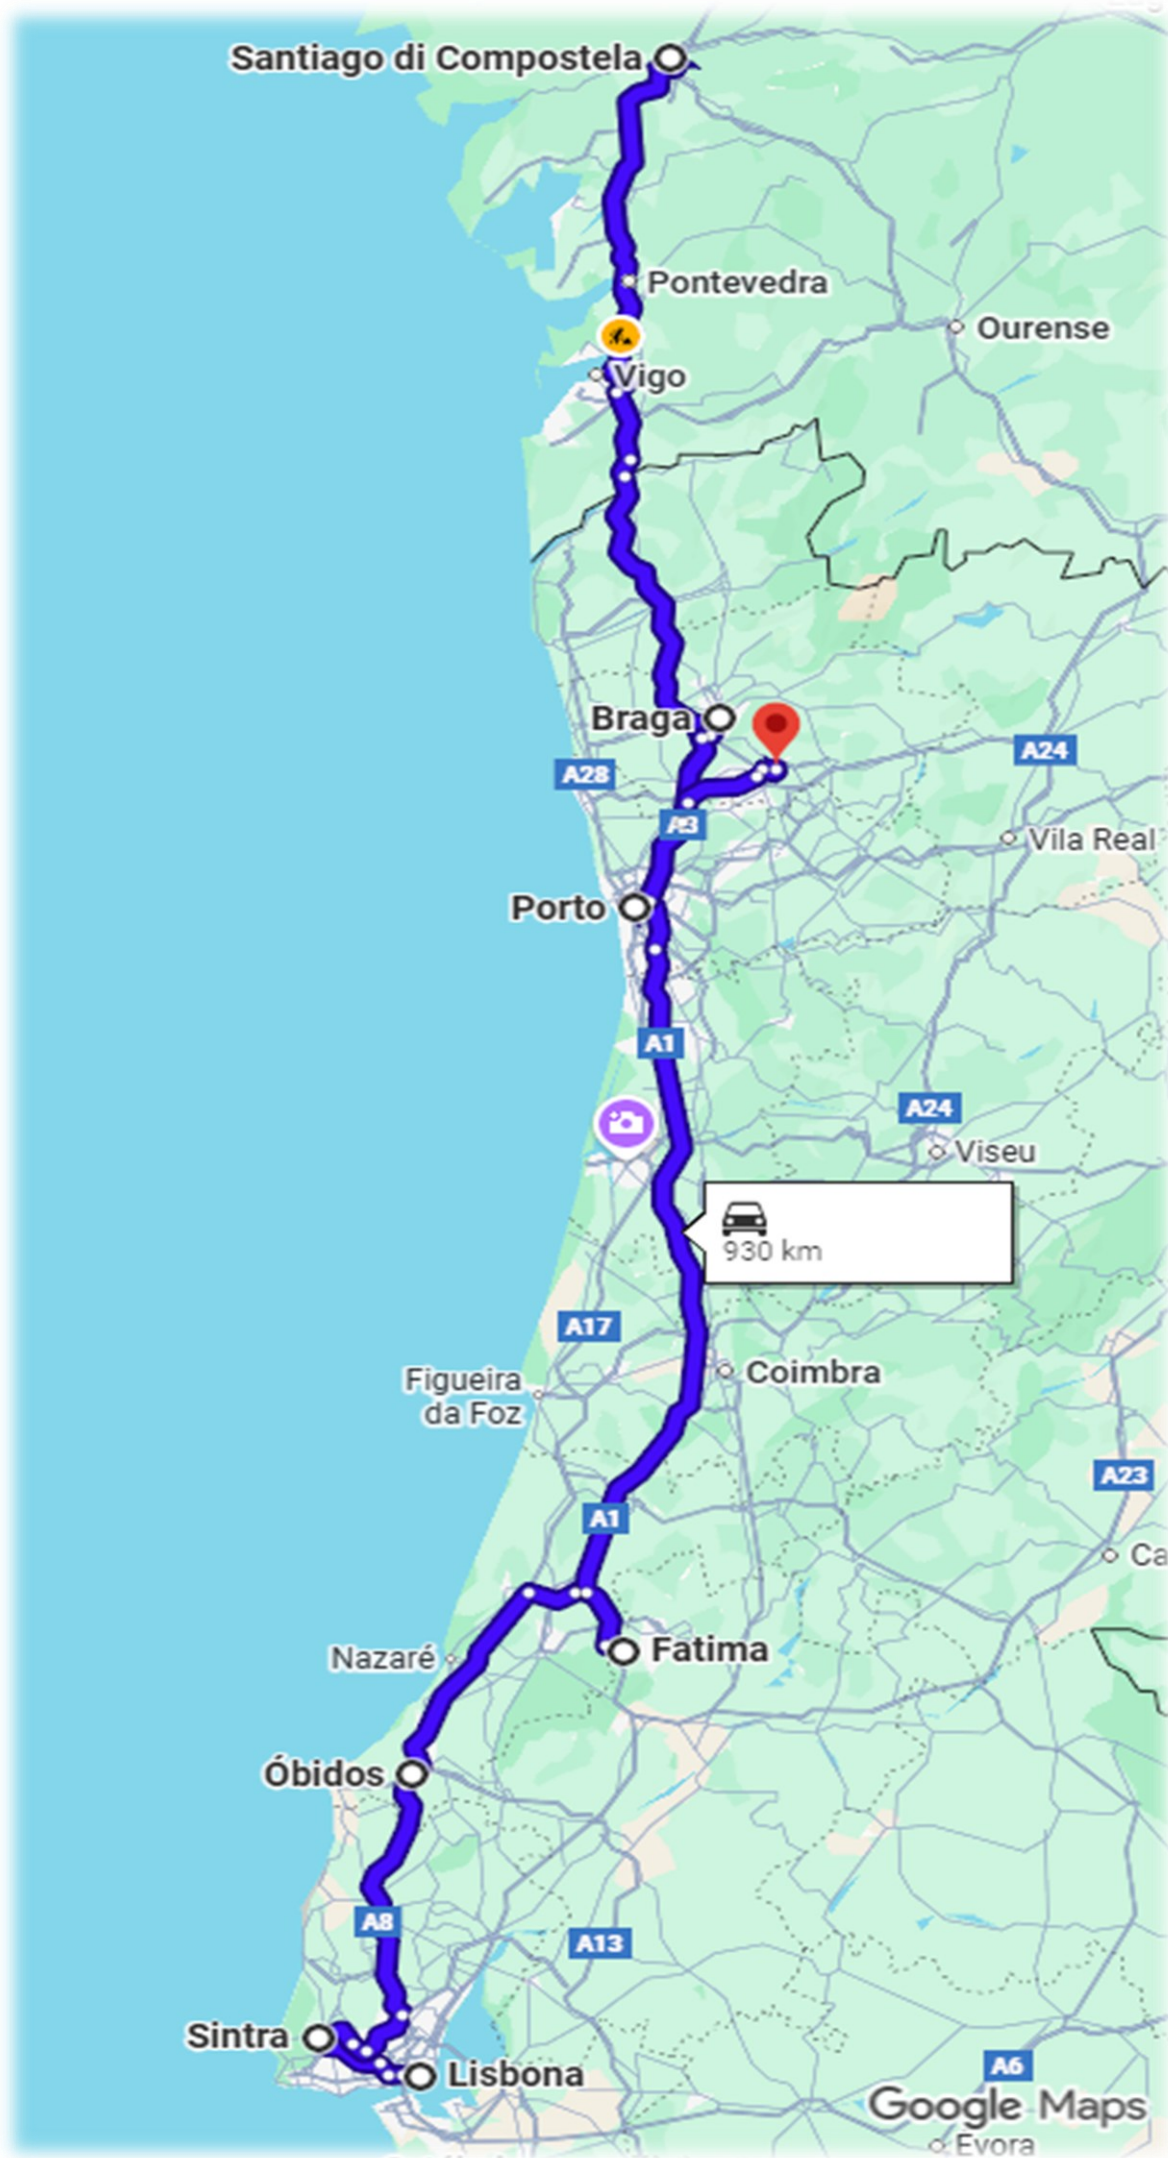 Santiago di Compostela
Pontevedra
Ourense
Vigo
Braga
A24
A28
A3
Vila Real
Porto
A1
A24
Viseu
930 km
A17
Coimbra
Figueira
da Foz
A23
A1
Ca
Fatima
Nazaré
Óbidos
A8
A13
Sintra
Lisbona
A6
Google Maps
Evora